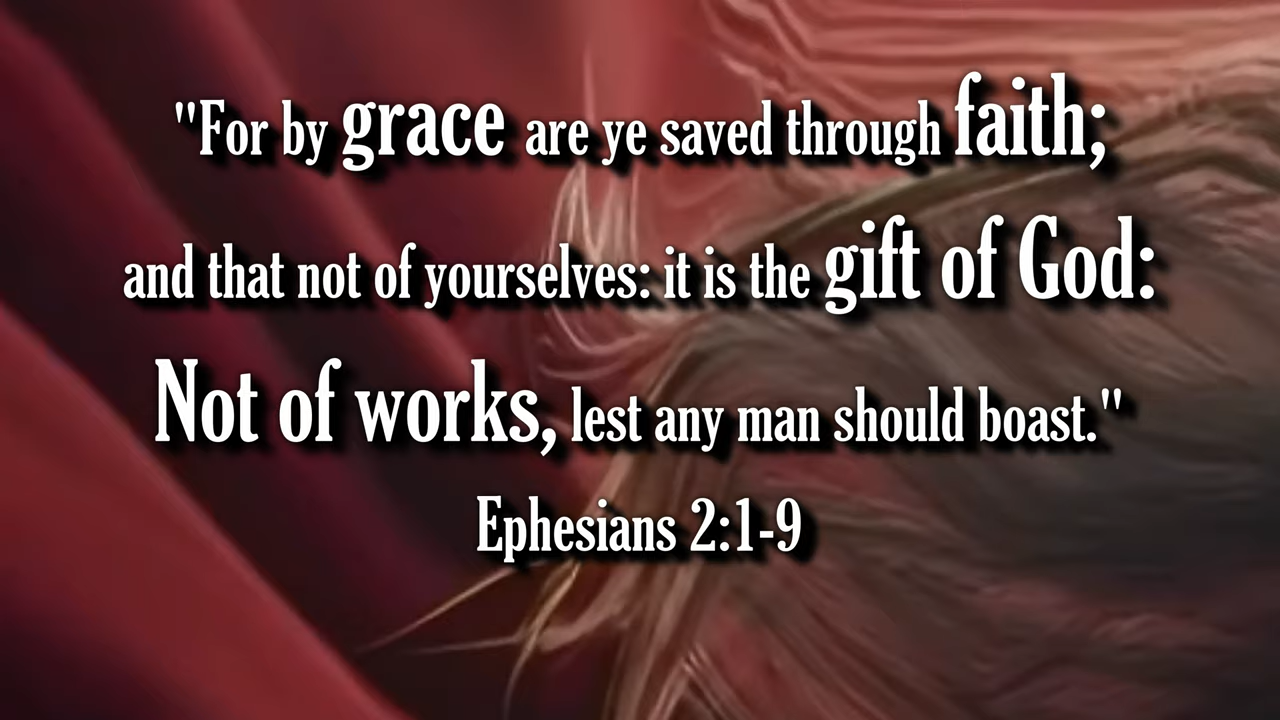 "For by grace are ye saved through faith;
and that not of yourselves: it is the gift of God:
Not of works, lest any man should boast."
Ephesians 2:1-9